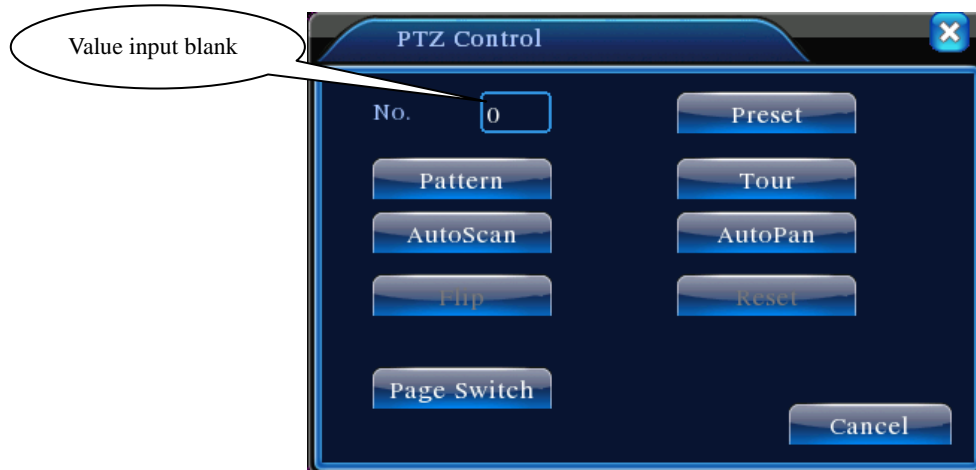 Value input blank
PTZ Control
No. 0 Preset
Pattern Tour
AutoScan AutoPan
Flip Reset
Page Switch
Cancel